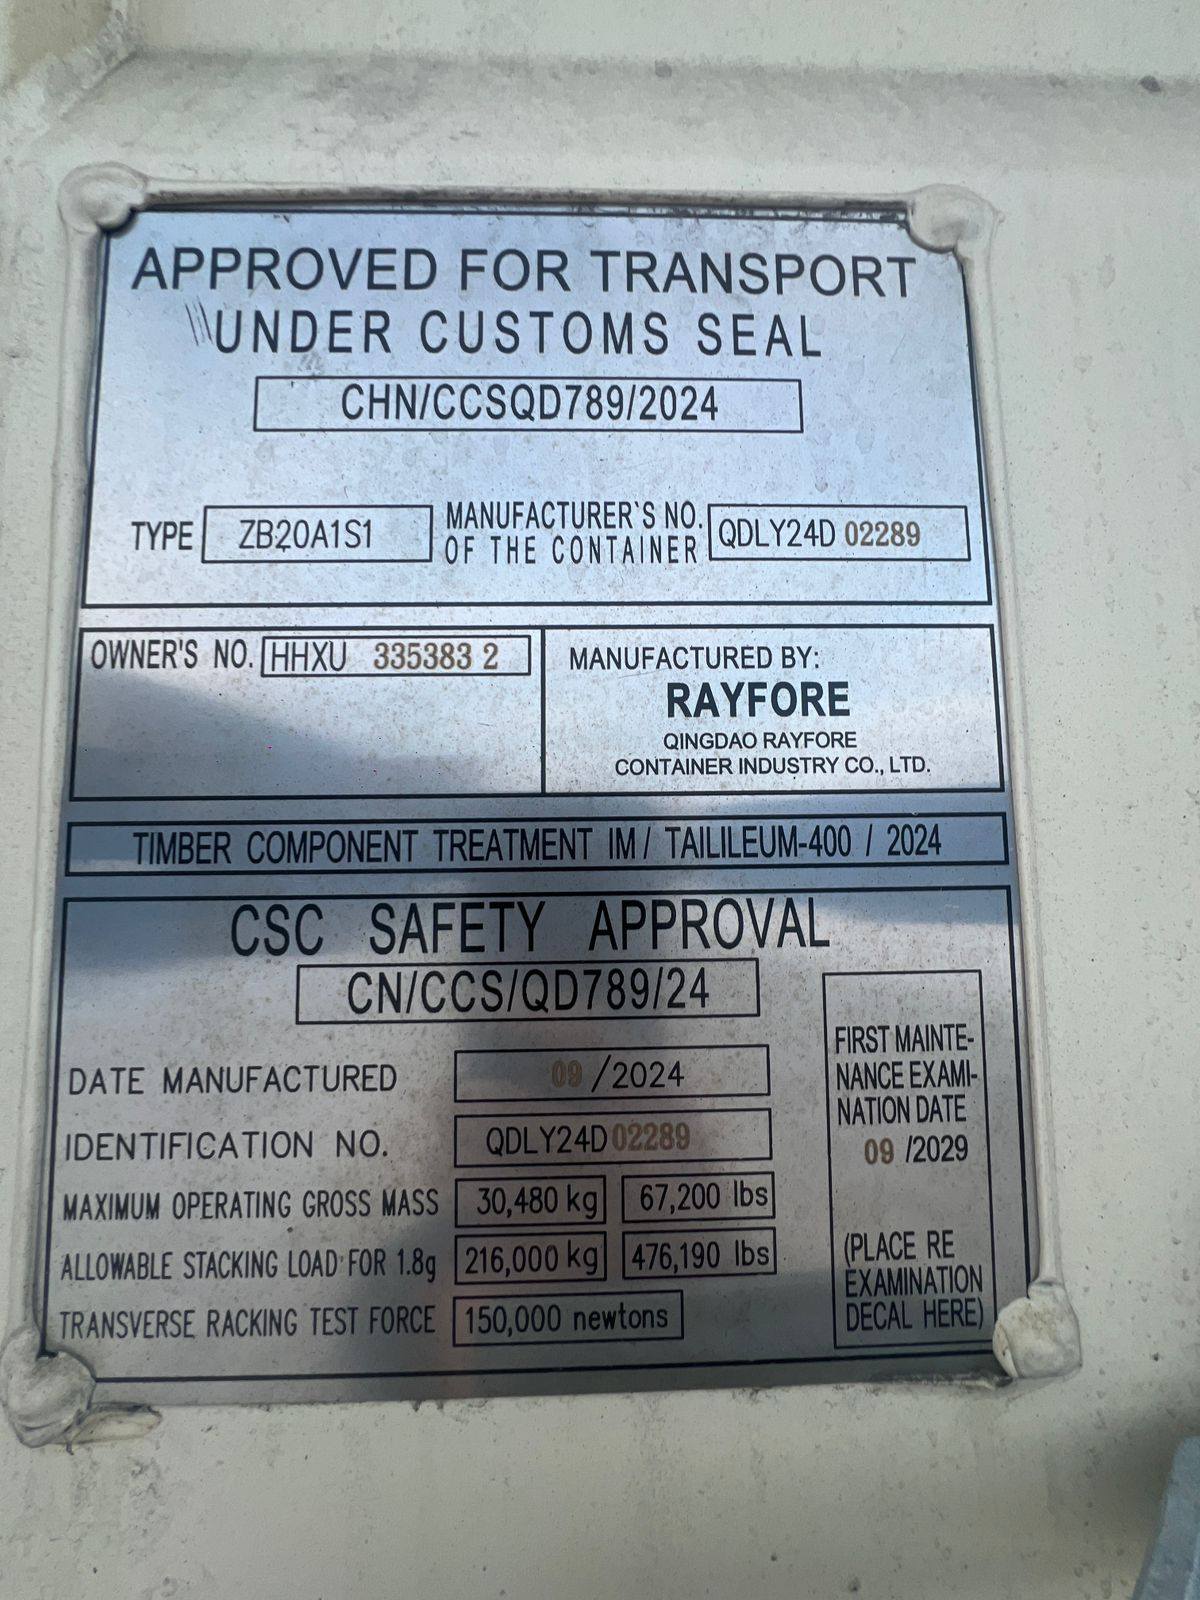 APPROVED FOR TRANSPORT
UNDER CUSTOMS SEAL
CHN/CCSQD789/2024
TYPE ZB20A1S1 MANUFACTURER`S NO. OF THE CONTAINER QDLY24D 02289
OWNER'S NO. HHXU 335383 2
MANUFACTURED BY:
RAYFORE
QINGDAO RAYFORE
CONTAINER INDUSTRY CO., LTD.
TIMBER COMPONENT TREATMENT IM / TAILILEUM-400 / 2024
CSC SAFETY APPROVAL
CN/CCS/QD789/24
DATE MANUFACTURED 09 /2024
IDENTIFICATION NO. QDLY24D 02289
MAXIMUM OPERATING GROSS MASS 30,480 kg 67,200 lbs
ALLOWABLE STACKING LOAD FOR 1.8g 216,000 kg 476,190 lbs
TRANSVERSE RACKING TEST FORCE 150,000 newtons
FIRST MAINTE-
NANCE EXAMI-
NATION DATE
09 /2029
(PLACE RE
EXAMINATION
DECAL HERE)